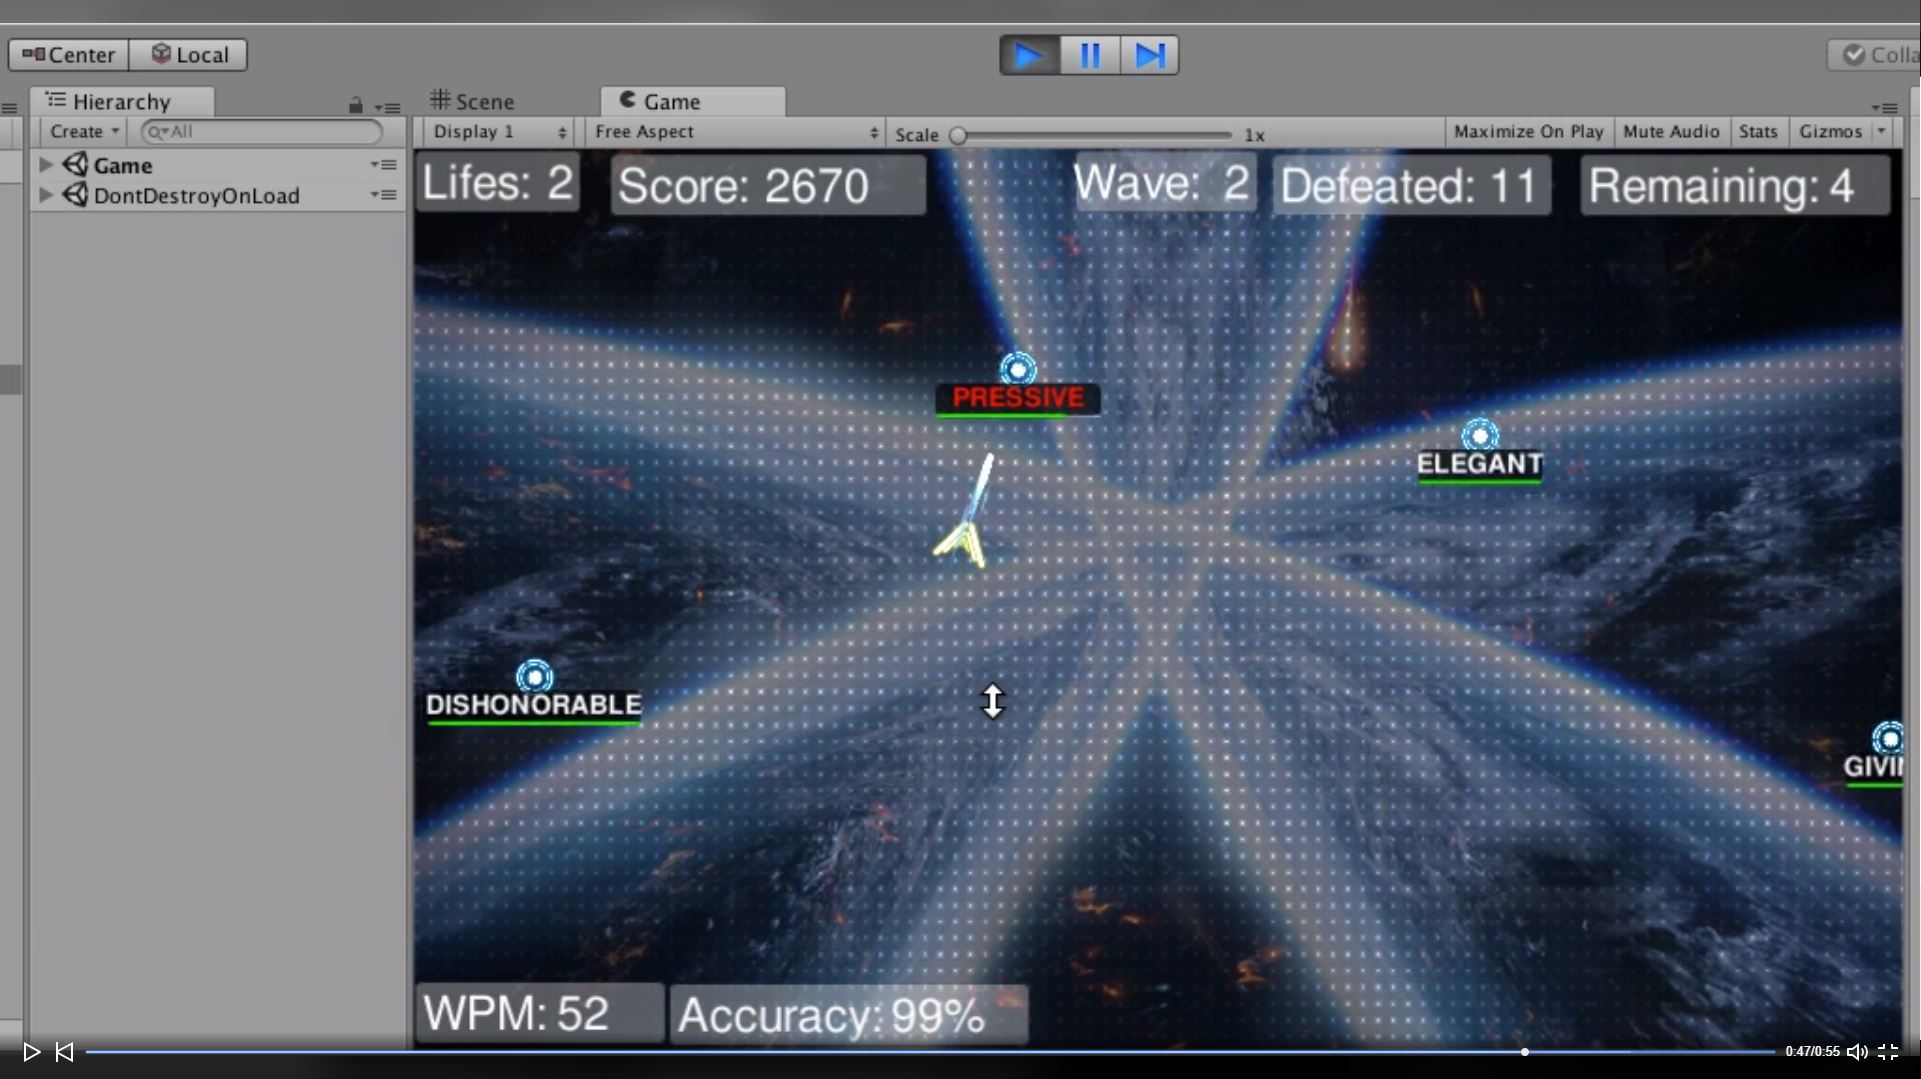 Center Local
Colla
Hierarchy
Scene Game
Create All
Display 1 Free Aspect Scale 1x Maximize On Play Mute Audio Stats Gizmos
Game
DontDestroyOnLoad
Lifes: 2 Score: 2670 Wave: 2 Defeated: 11 Remaining: 4
PRESSIVE
ELEGANT
DISHONORABLE
GIVI
WPM: 52 Accuracy: 99%
0:47/0:55